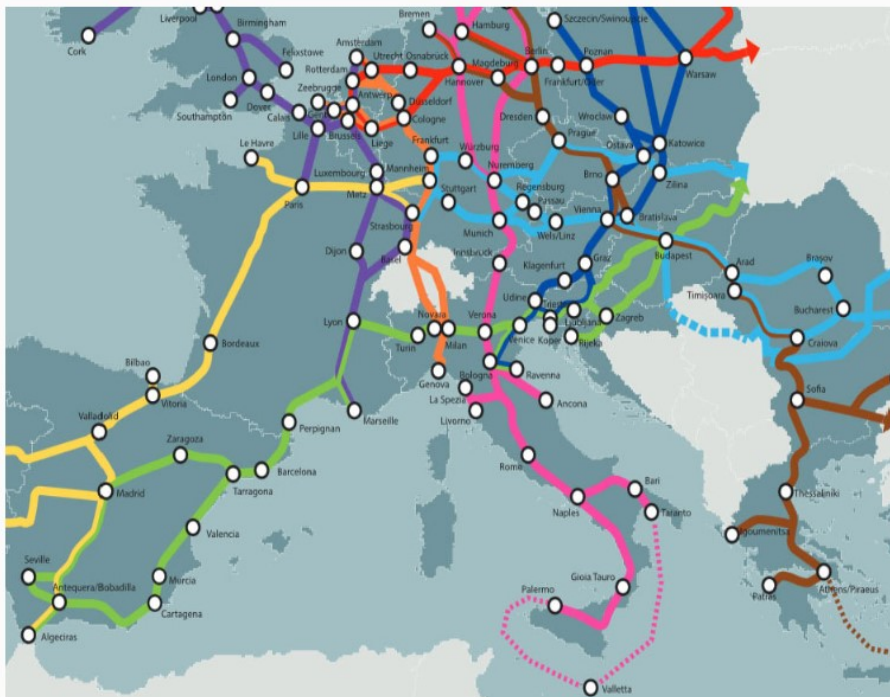 Liverpool
Birmingham
Cork
Felixstowe
London
Southampton
Dover
Calais
Lille
Le Havre
Paris
Amsterdam
Utrecht
Osnabrück
Rotterdam
Zeebrugge
Antwerp
Brussels
Liege
Düsseldorf
Cologne
Luxembourg
Metz
Mannheim
Frankfurt
Strasbourg
Stuttgart
Würzburg
Basel
Dijon
Lyon
Bremen
Hamburg
Hannover
Magdeburg
Berlin
Frankfurt/Oder
Szczecin/Swinoujscie
Poznan
Warsaw
Dresden
Wroclaw
Prague
Katowice
Ostava
Nuremberg
Regensburg
Passau
Munich
Wels/Linz
Vienna
Brno
Zilina
Bratislava
Budapest
Innsbruck
Klagenfurt
Graz
Udine
Trieste
Ljubljana
Zagreb
Koper
Rijeka
Venice
Verona
Novara
Milan
Turin
Genova
Bologna
Ravenna
La Spezia
Livorno
Ancona
Rome
Naples
Bari
Taranto
Gioia Tauro
Palermo
Valletta
Arad
Timişoara
Braşov
Bucharest
Craiova
Sofia
Thessaliniki
Igoumenitsa
Patras
Athens/Piraeus
Bordeaux
Bilbao
Vitoria
Valladolid
Zaragoza
Madrid
Perpignan
Marseille
Barcelona
Tarragona
Valencia
Seville
Antequera/Bobadilla
Murcia
Cartagena
Algeciras